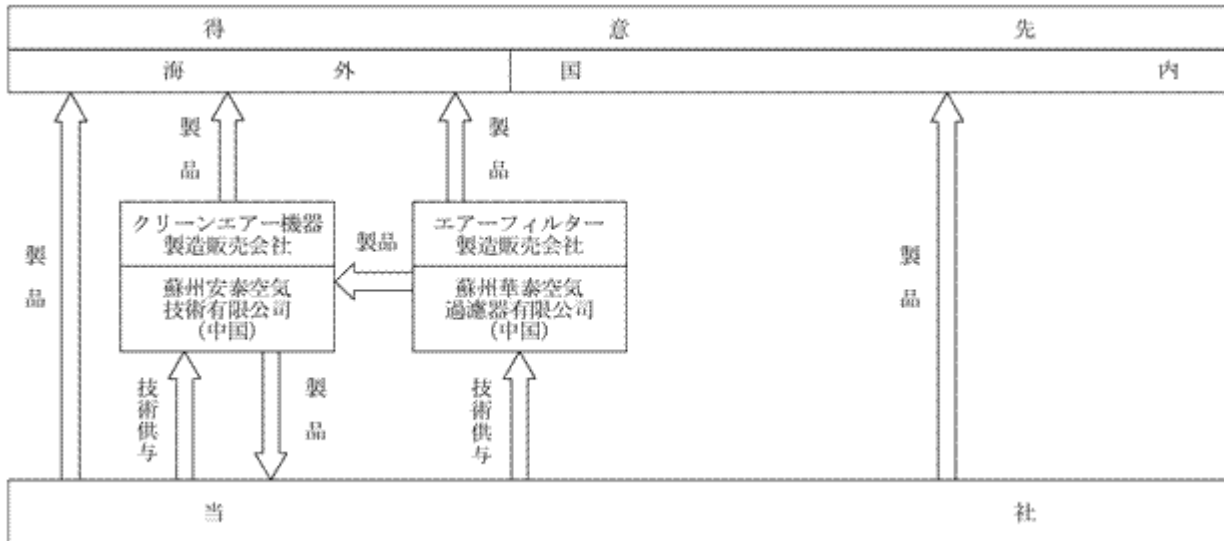 得意先
海外
国内
製品
製品
クリーンエアー機器
製造販売会社
エアーフィルター
製造販売会社
製品
製品
製品
蘇州安泰空気
技術有限公司
(中国)
蘇州華泰空気
過濾器有限公司
(中国)
技術供与
製品
技術供与
当社